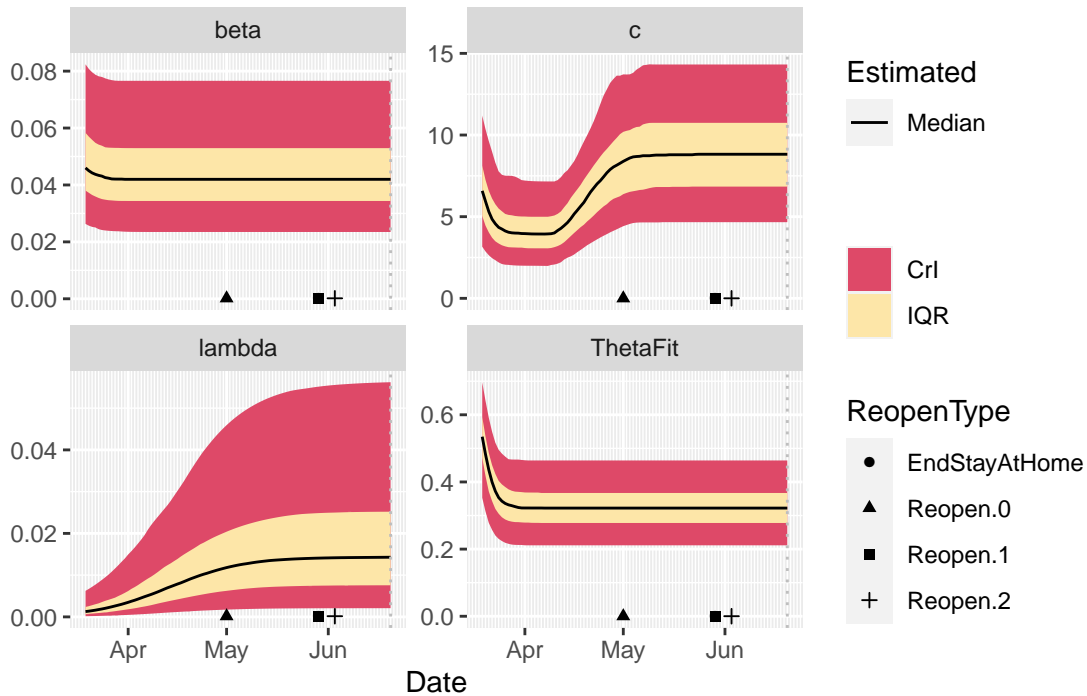 beta
c
0.08
0.06
0.04
0.02
0.00
15
10
5
0
lambda
ThetaFit
0.04
0.02
0.00
0.6
0.4
0.2
0.0
Apr May Jun
Apr May Jun
Date
Estimated
Median
CrI
IQR
ReopenType
EndStayAtHome
Reopen.0
Reopen.1
Reopen.2